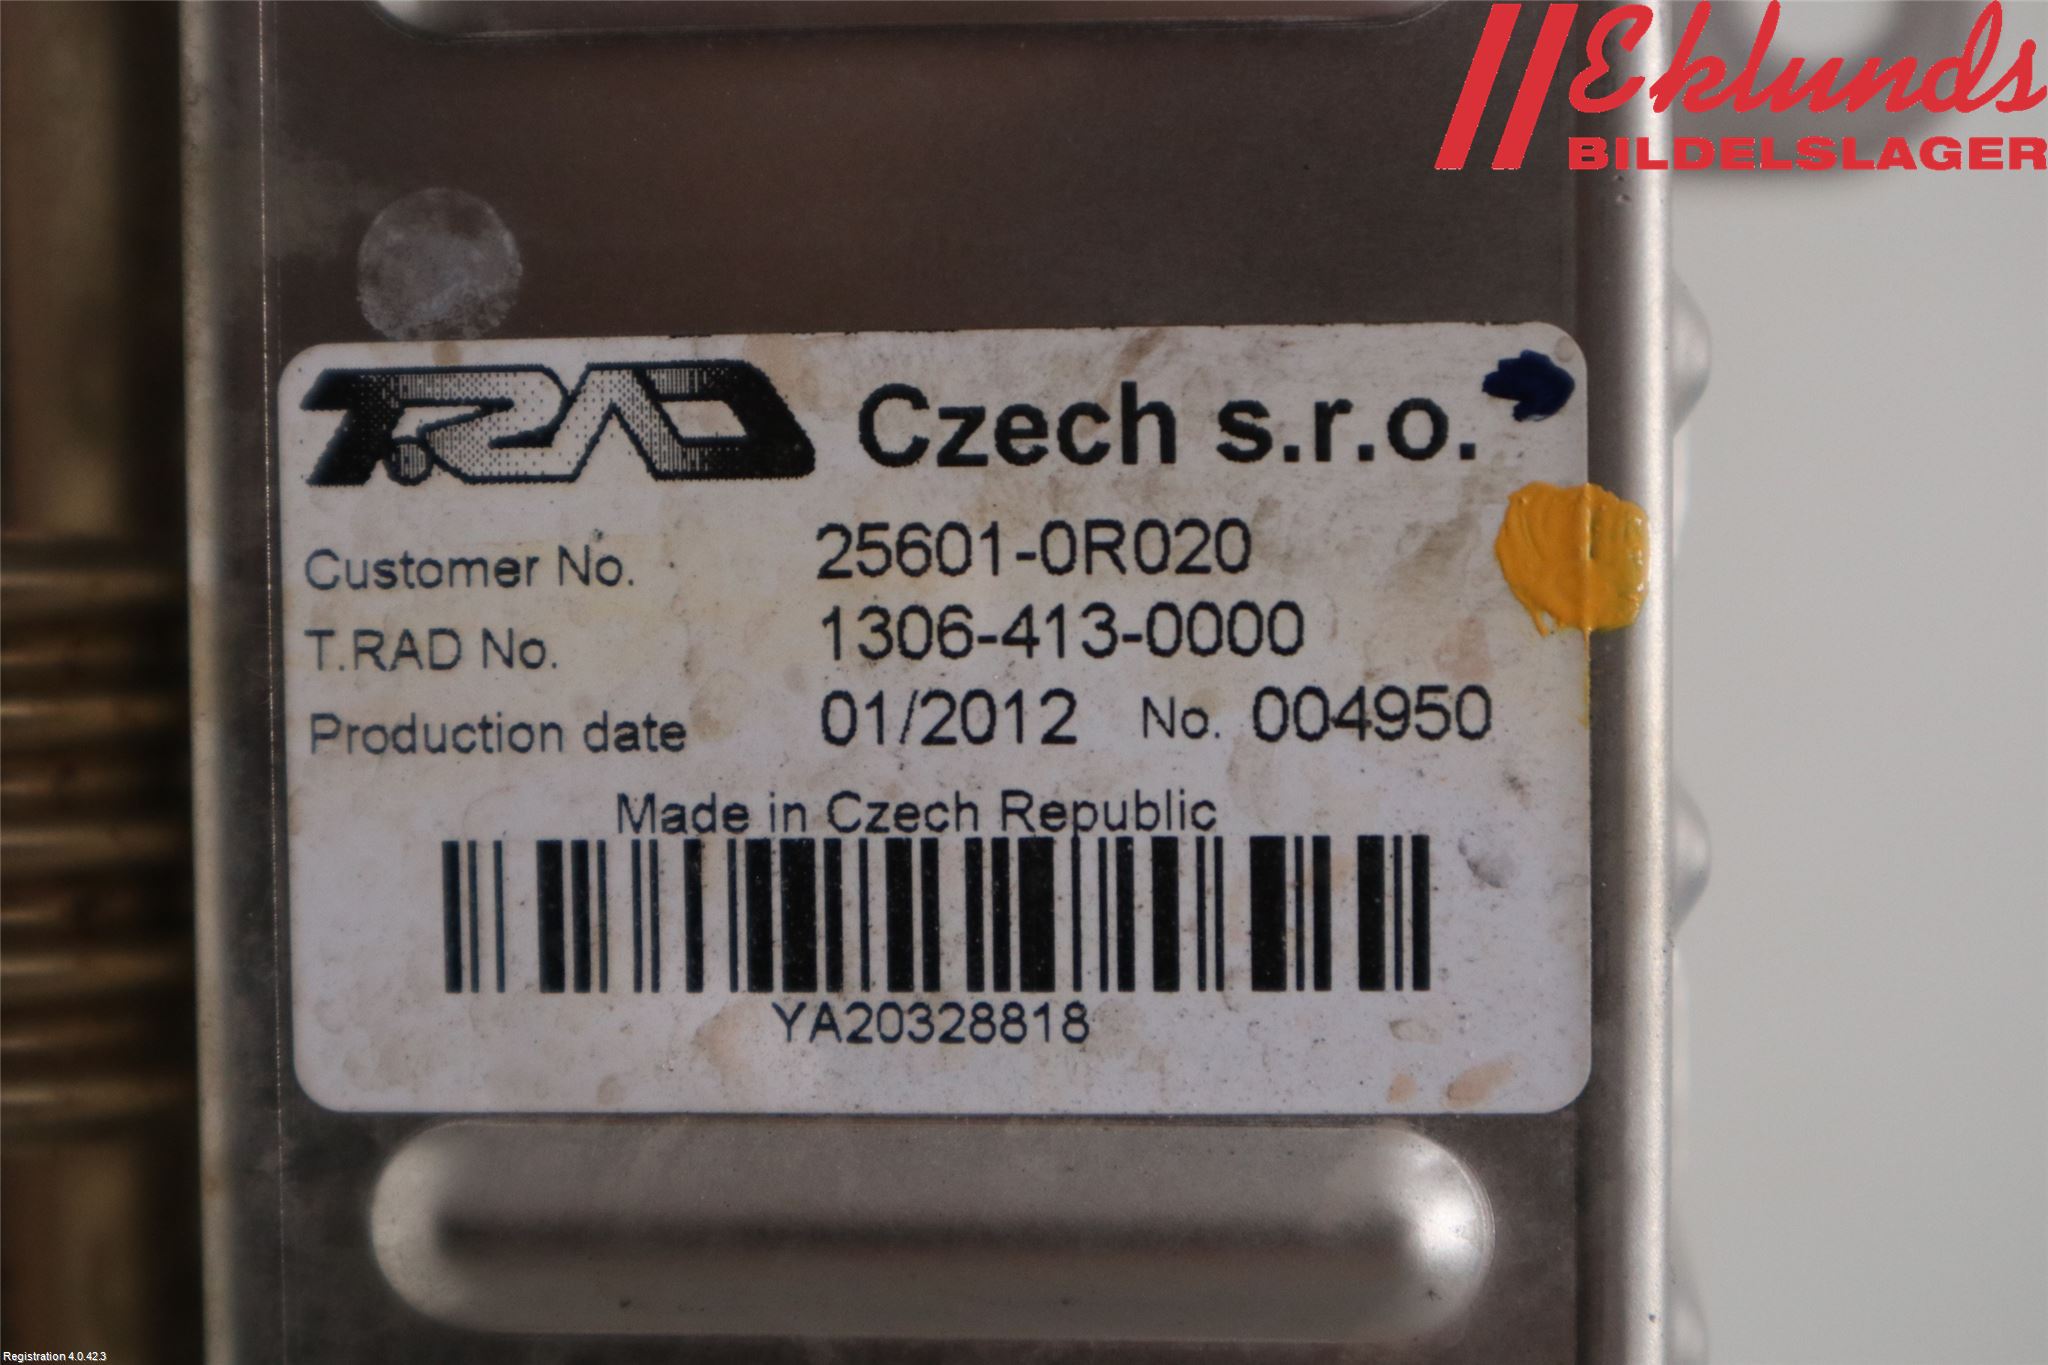 Eklunds
BILDELSLAGER
T.RAD Czech s.r.o.
Customer No. 25601-0R020
T.RAD No. 1306-413-0000
Production date 01/2012 No. 004950
Made in Czech Republic
YA20328818
Registration 4.0.42.3